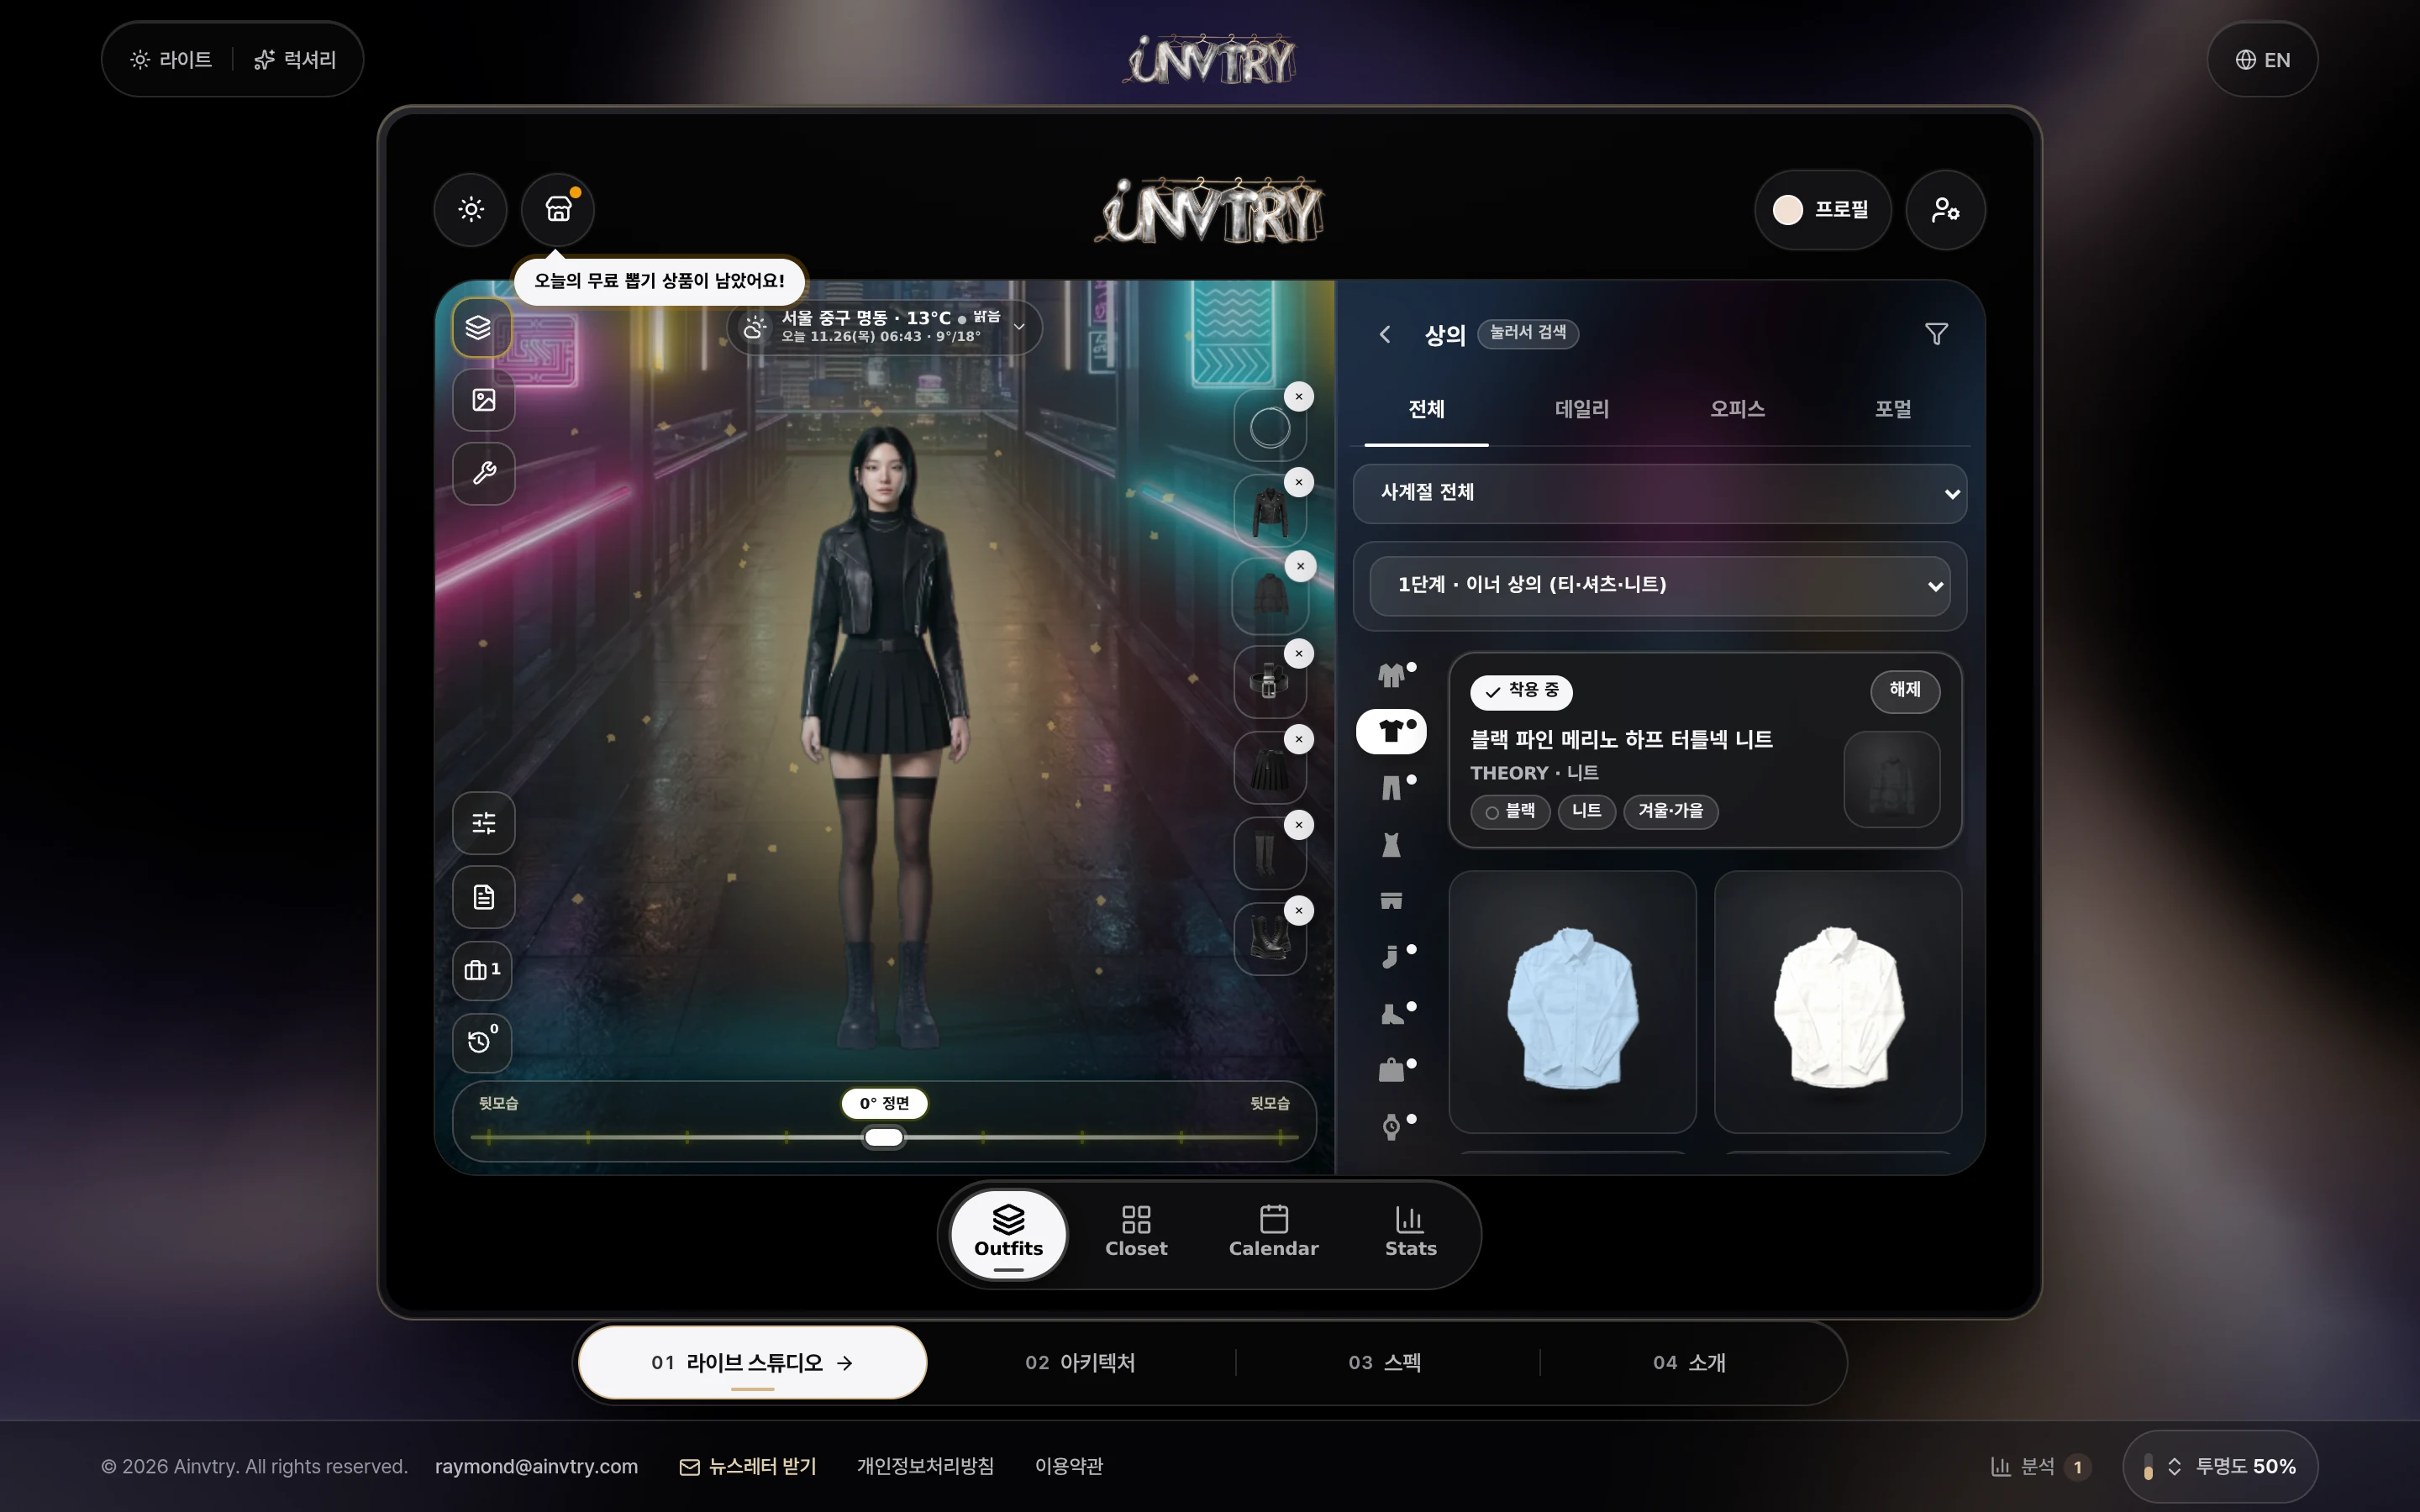 라이트
럭셔리
iNVTRY
EN
iNVTRY
프로필
오늘의 무료 뽑기 상품이 남았어요!
서울 중구 명동 · 13°C ● 맑음
오늘 11.26(목) 06:43 · 9°/18°
상의
눌러서 검색
전체
데일리
오피스
포멀
사계절 전체
1단계 · 이너 상의 (티·셔츠·니트)
착용 중
해제
블랙 파인 메리노 하프 터틀넥 니트
THEORY · 니트
블랙
니트
겨울·가을
1
0
뒷모습
0° 정면
뒷모습
Outfits
Closet
Calendar
Stats
01 라이브 스튜디오 →
02 아키텍처
03 스펙
04 소개
© 2026 Ainvtry. All rights reserved.
raymond@ainvtry.com
뉴스레터 받기
개인정보처리방침
이용약관
분석 1
투명도 50%